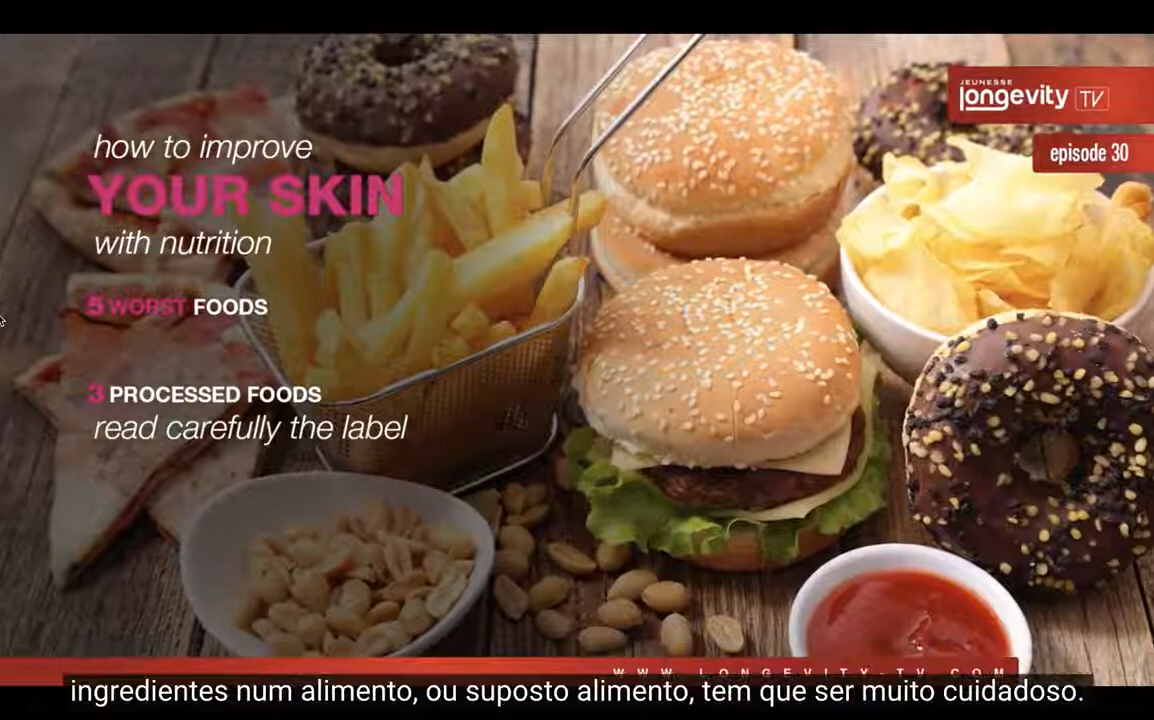 JEUNESSE
longevity TV
episode 30
how to improve
YOUR SKIN
with nutrition
5 WORST FOODS
3 PROCESSED FOODS
read carefully the label
WWW.LONGEVITY-TV.COM
ingredientes num alimento, ou suposto alimento, tem que ser muito cuidadoso.